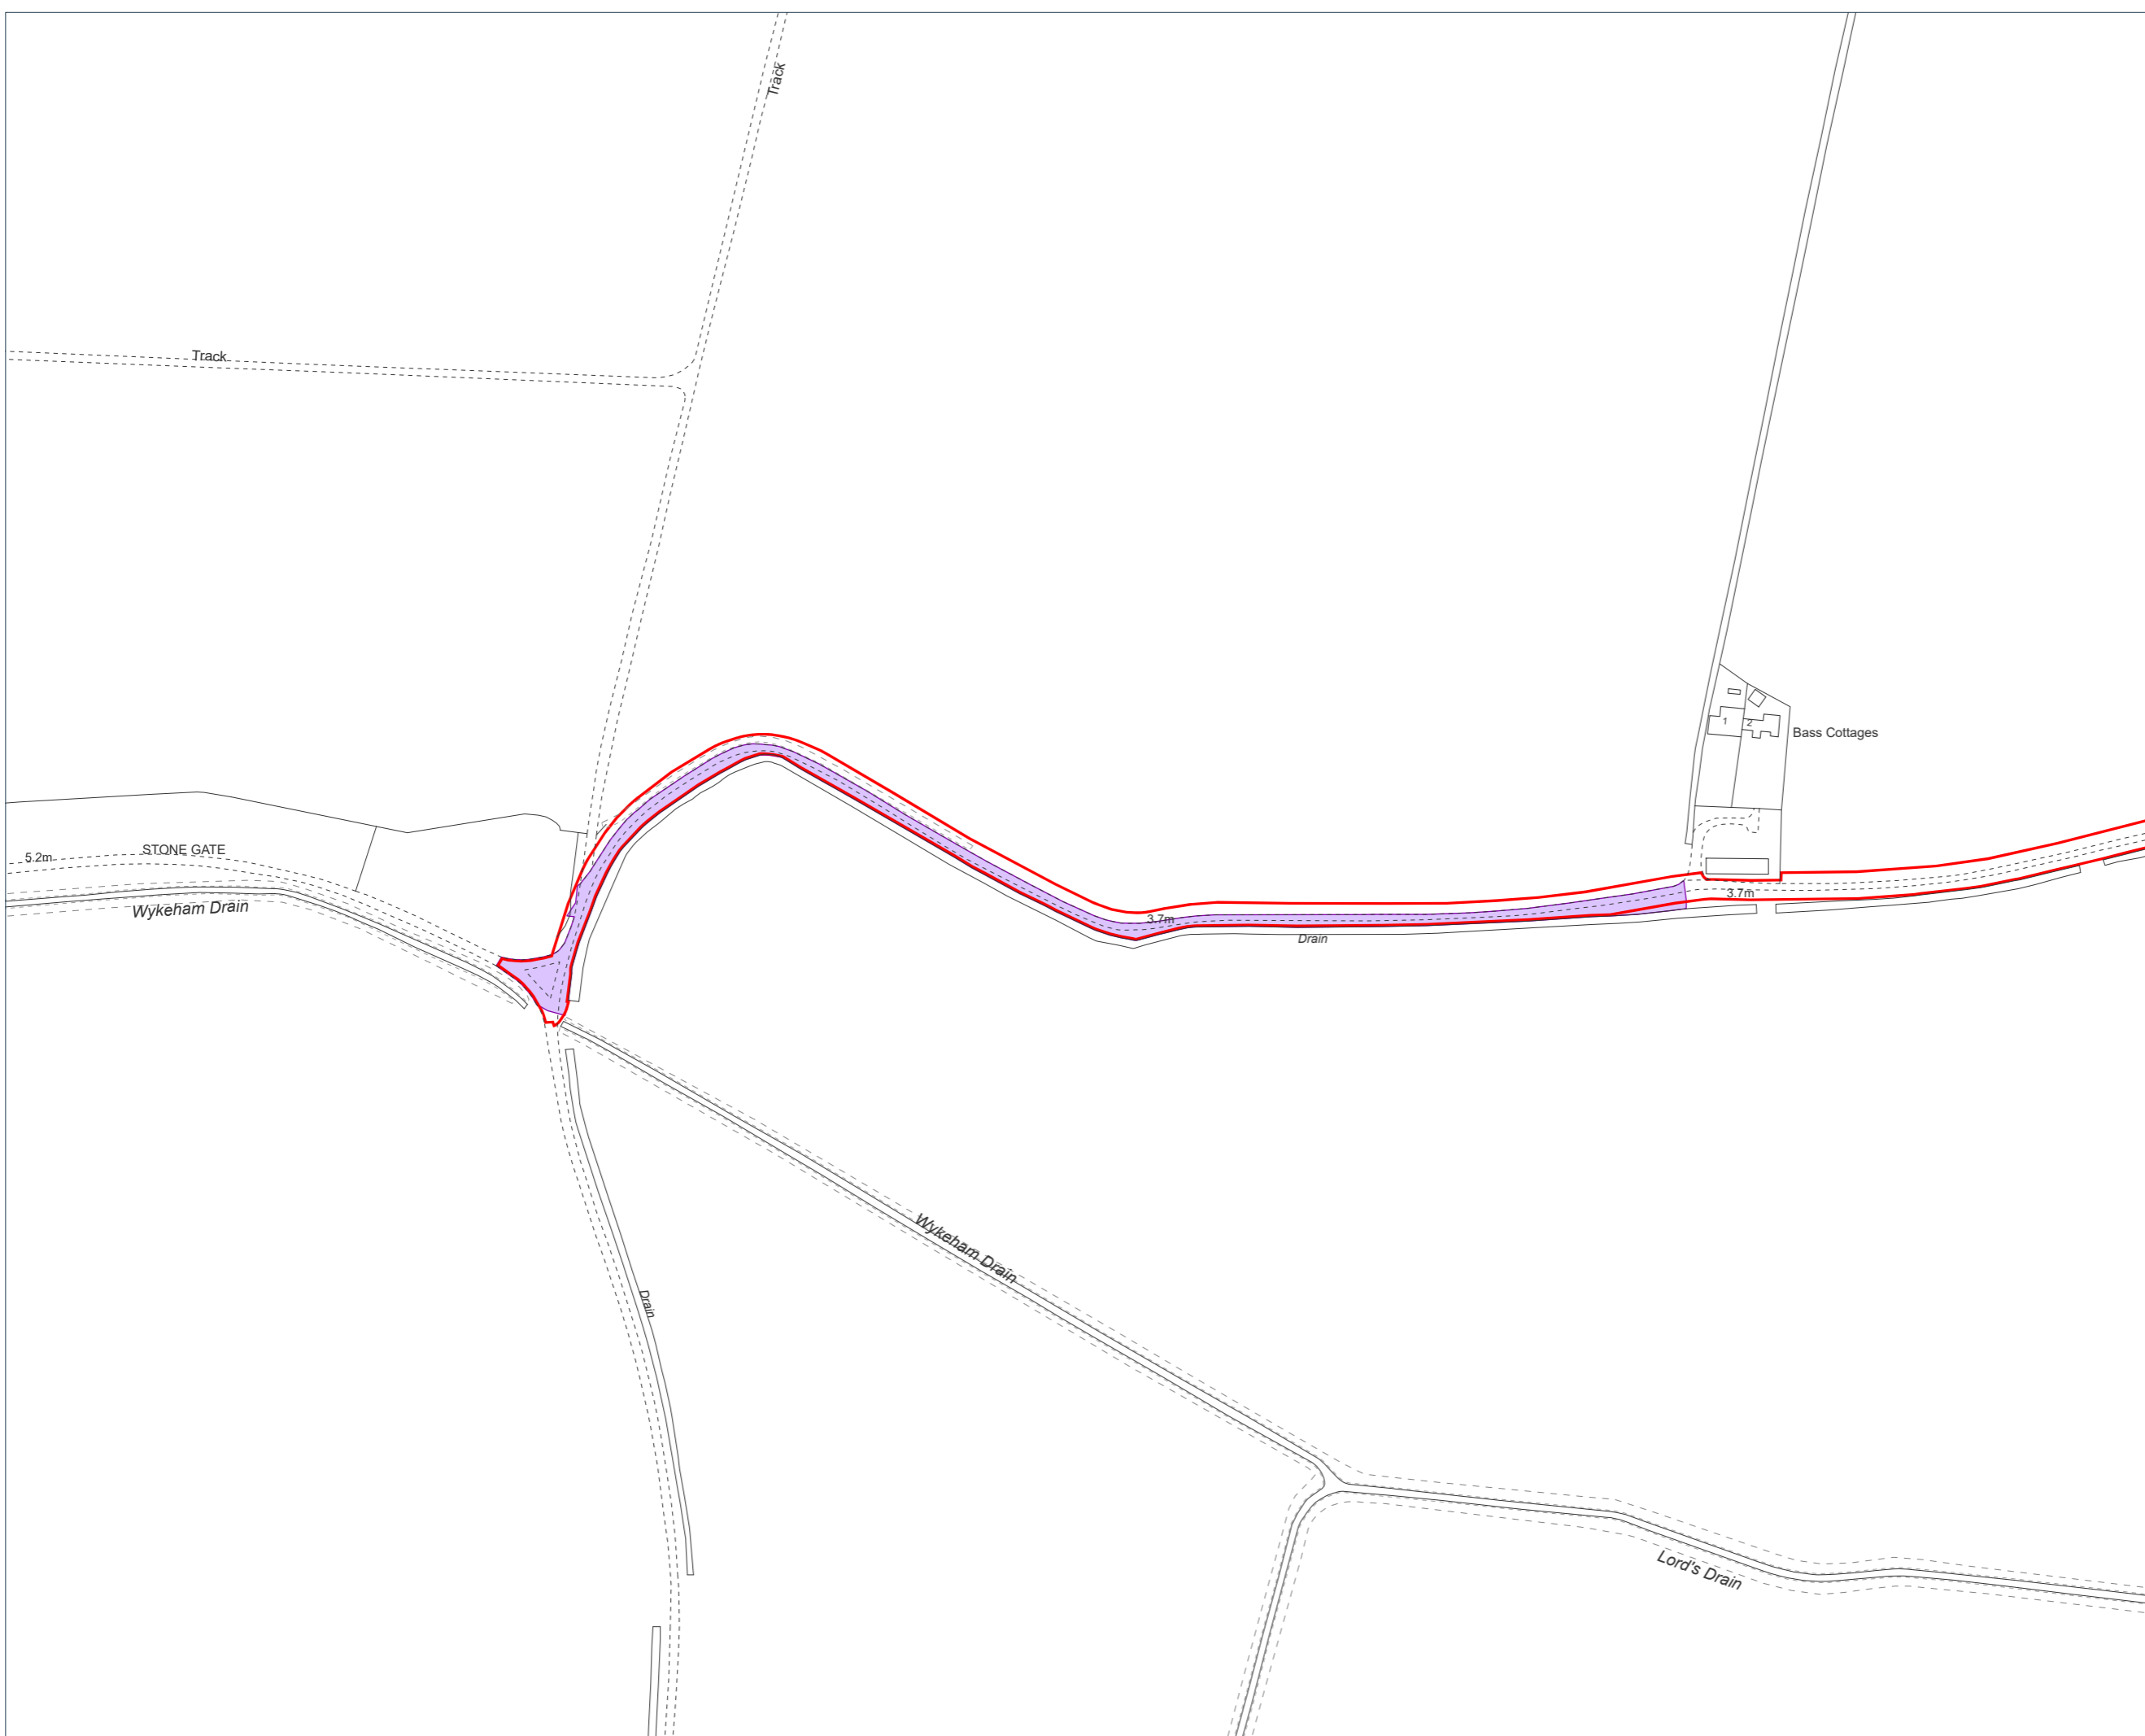 Track
Track
1
2
Bass Cottages
STONE GATE
5.2m
Wykeham Drain
3.7m
3.7m
Drain
Wykeham Drain
Drain
Lord's Drain